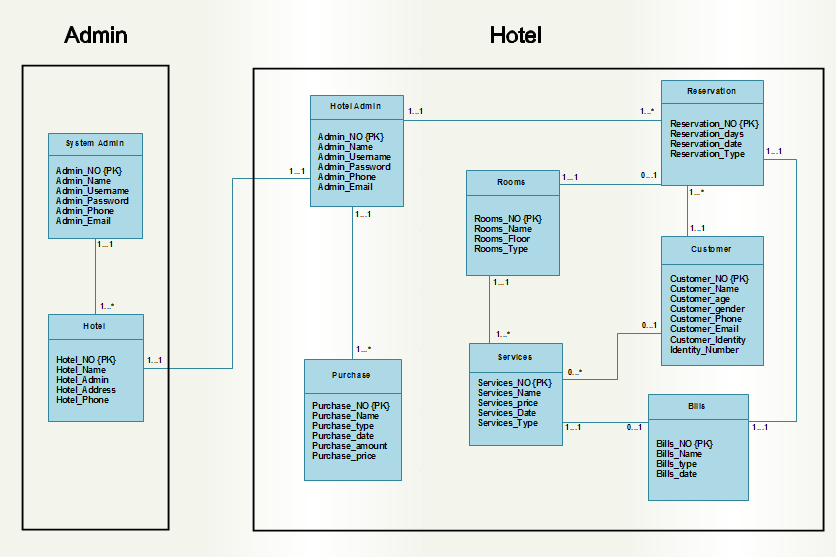 Admin
Hotel
System Admin
Admin_NO {PK}
Admin_Name
Admin_Username
Admin_Password
Admin_Phone
Admin_Email
1...1
1...*
Hotel
Hotel_NO {PK}
Hotel_Name
Hotel_Admin
Hotel_Address
Hotel_Phone
1...1
1...1
Hotel Admin
Admin_NO {PK}
Admin_Name
Admin_Username
Admin_Password
Admin_Phone
Admin_Email
1...1
1...*
1...1
1...*
Purchase
Purchase_NO {PK}
Purchase_Name
Purchase_type
Purchase_date
Purchase_amount
Purchase_price
Reservation
Reservation_NO {PK}
Reservation_days
Reservation_date
Reservation_Type
1...1
1...*
1...1
Rooms
Rooms_NO {PK}
Rooms_Name
Rooms_Floor
Rooms_Type
1...1
0...1
1...1
1...*
Customer
Customer_NO {PK}
Customer_Name
Customer_age
Customer_gender
Customer_Phone
Customer_Email
Customer_Identity
Identity_Number
0...1
0...*
Services
Services_NO {PK}
Services_Name
Services_price
Services_Date
Services_Type
1...1
0...1
Bills
Bills_NO {PK}
Bills_Name
Bills_type
Bills_date
1...1